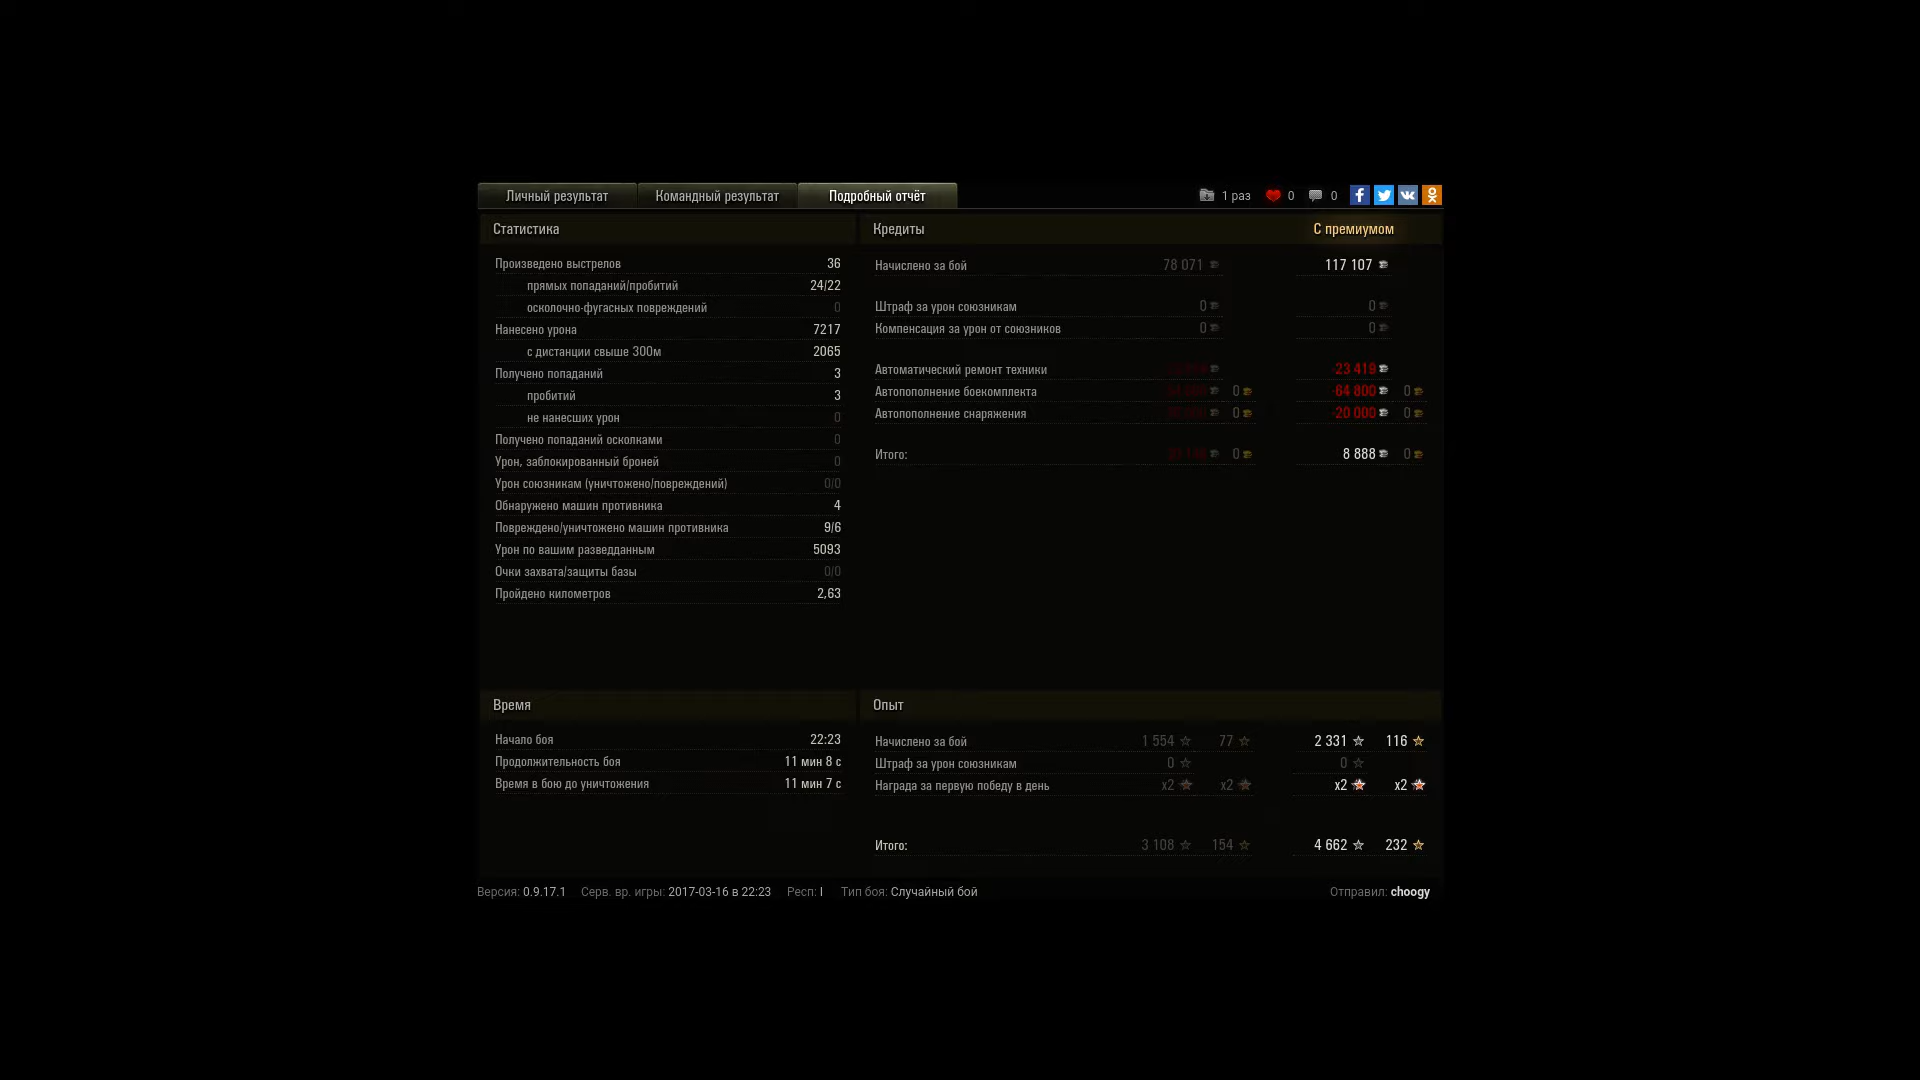 Личный результат Командный результат Подробный отчёт 1 раз 0 0
Статистика
Произведено выстрелов 36
прямых попаданий/пробитий 24/22
осколочно-фугасных повреждений 0
Нанесено урона 7217
с дистанции свыше 300м 2065
Получено попаданий 3
пробитий 3
не нанесших урон 0
Получено попаданий осколками 0
Урон, заблокированный броней 0
Урон союзникам (уничтожено/повреждений) 0/0
Обнаружено машин противника 4
Повреждено/уничтожено машин противника 9/6
Урон по вашим разведданным 5093
Очки захвата/защиты базы 0/0
Пройдено километров 2,63
Кредиты С премиумом
Начислено за бой 78 071 117 107
Штраф за урон союзникам 0 0
Компенсация за урон от союзников 0 0
Автоматический ремонт техники -23 419
Автопополнение боекомплекта 0 -64 800 0
Автопополнение снаряжения 0 -20 000 0
Итого: 0 8 888 0
Время
Начало боя 22:23
Продолжительность боя 11 мин 8 с
Время в бою до уничтожения 11 мин 7 с
Опыт
Начислено за бой 1 554 77 2 331 116
Штраф за урон союзникам 0 0
Награда за первую победу в день x2 x2 x2 x2
Итого: 3 108 154 4 662 232
Версия: 0.9.17.1 Серв. вр. игры: 2017-03-16 в 22:23 Респ: I Тип боя: Случайный бой Отправил: choogy